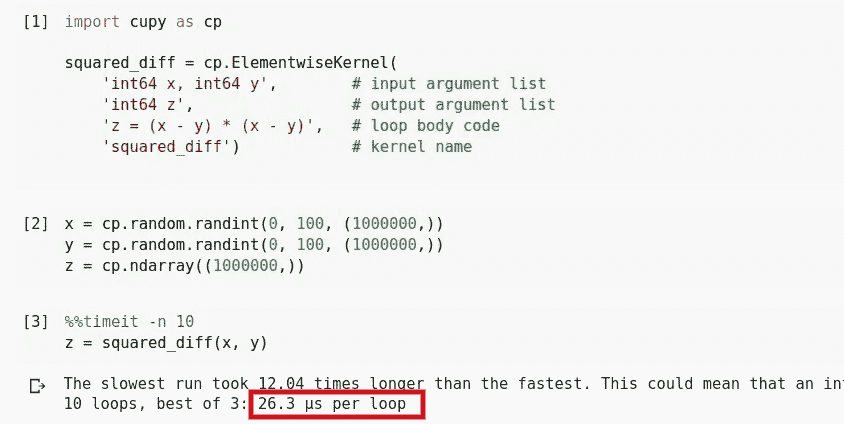 [1] import cupy as cp
squared_diff = cp.ElementwiseKernel(
'int64 x, int64 y', # input argument list
'int64 z', # output argument list
'z = (x - y) * (x - y)', # loop body code
'squared_diff') # kernel name
[2] x = cp.random.randint(0, 100, (1000000,))
y = cp.random.randint(0, 100, (1000000,))
z = cp.ndarray((1000000,))
[3] %%timeit -n 10
z = squared_diff(x, y)
The slowest run took 12.04 times longer than the fastest. This could mean that an in
10 loops, best of 3: 26.3 µs per loop